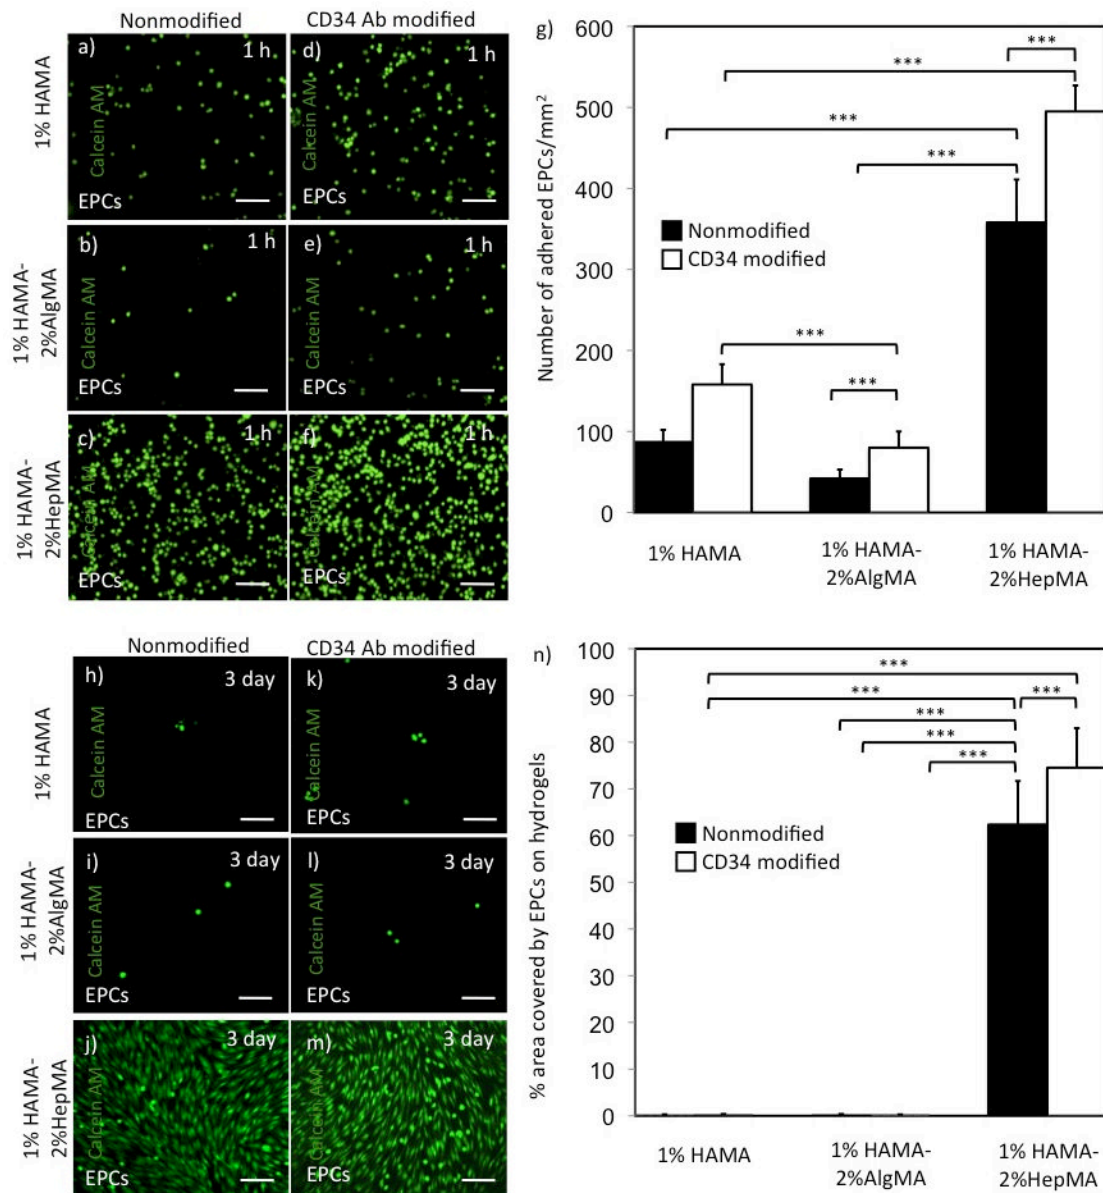 Nonmodified
CD34 Ab modified
1% HAMA
1% HAMA-
2%AlgMA
1% HAMA-
2%HepMA
a)
1 h
Calcein AM
EPCs
d)
1 h
Calcein AM
EPCs
b)
1 h
Calcein AM
EPCs
e)
1 h
Calcein AM
EPCs
c)
1 h
Calcein AM
EPCs
f)
1 h
Calcein AM
EPCs
g)
Number of adhered EPCs/mm²
600
500
400
300
200
100
0
***
***
***
***
***
***
Nonmodified
CD34 modified
1% HAMA
1% HAMA-
2%AlgMA
1% HAMA-
2%HepMA
Nonmodified
CD34 Ab modified
1% HAMA
1% HAMA-
2%AlgMA
1% HAMA-
2%HepMA
h)
3 day
Calcein AM
EPCs
k)
3 day
Calcein AM
EPCs
i)
3 day
Calcein AM
EPCs
l)
3 day
Calcein AM
EPCs
j)
3 day
Calcein AM
EPCs
m)
3 day
Calcein AM
EPCs
n)
% area covered by EPCs on hydrogels
100
90
80
70
60
50
40
30
20
10
0
***
***
***
***
***
***
Nonmodified
CD34 modified
1% HAMA
1% HAMA-
2%AlgMA
1% HAMA-
2%HepMA